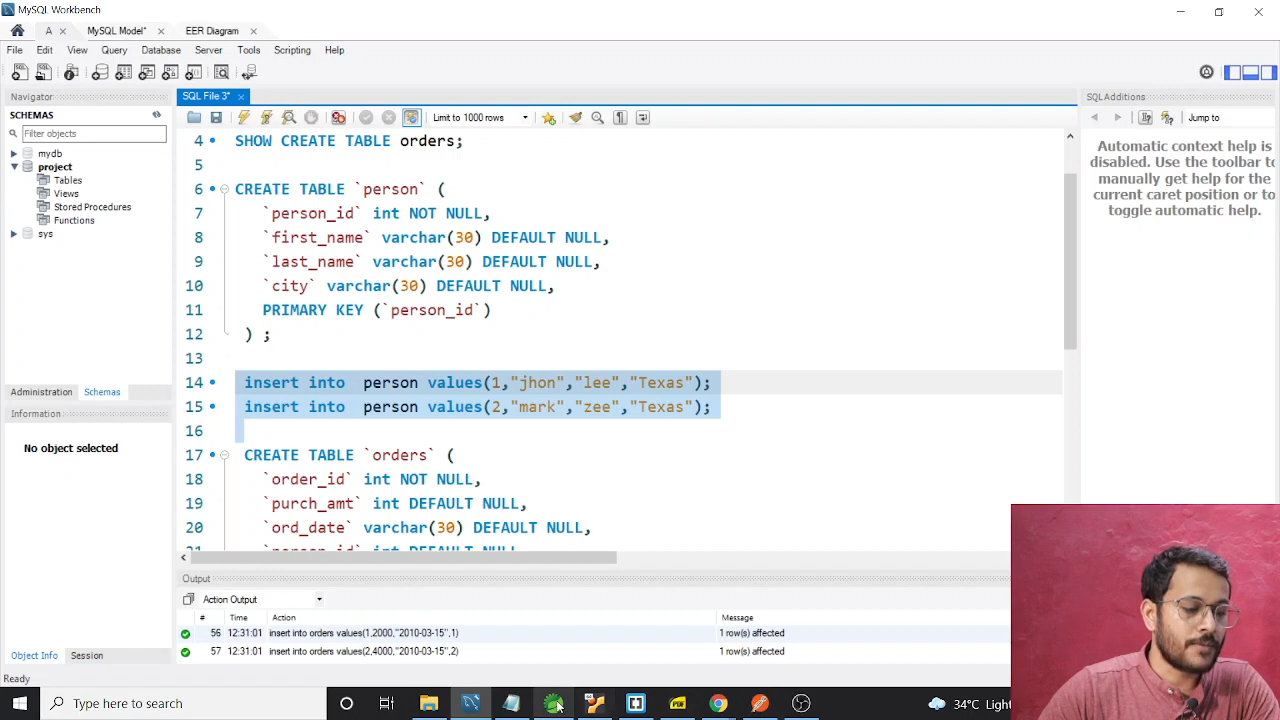 MySQL Workbench
A
MySQL Model*
EER Diagram
File Edit View Query Database Server Tools Scripting Help
Navigator
SCHEMAS
Filter objects
mydb
project
Tables
Views
Stored Procedures
Functions
sys
Administration Schemas
Information
No object selected
Object Info Session
SQL File 3*
Limit to 1000 rows
4 SHOW CREATE TABLE orders;
5
6 CREATE TABLE `person` (
7 `person_id` int NOT NULL,
8 `first_name` varchar(30) DEFAULT NULL,
9 `last_name` varchar(30) DEFAULT NULL,
10 `city` varchar(30) DEFAULT NULL,
11 PRIMARY KEY (`person_id`)
12 ) ;
13
14 insert into person values(1,"jhon","lee","Texas");
15 insert into person values(2,"mark","zee","Texas");
16
17 CREATE TABLE `orders` (
18 `order_id` int NOT NULL,
19 `purch_amt` int DEFAULT NULL,
20 `ord_date` varchar(30) DEFAULT NULL,
21 `person_id` int DEFAULT NULL,
SQL Additions
Jump to
Automatic context help is
disabled. Use the toolbar to
manually get help for the
current caret position or to
toggle automatic help.
Output
Action Output
# Time Action Message
56 12:31:01 insert into orders values(1,2000,"2010-03-15",1) 1 row(s) affected
57 12:31:01 insert into orders values(2,4000,"2010-03-15",2) 1 row(s) affected
Ready
Type here to search
PDF
34°C Light